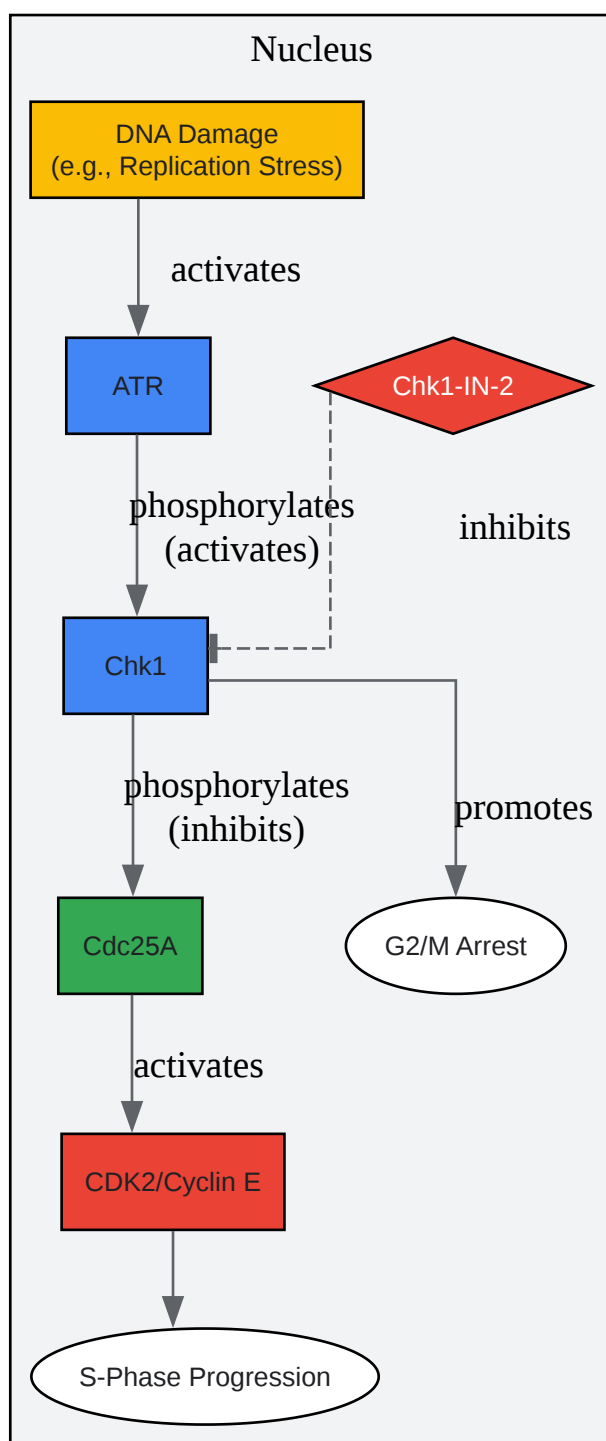 Nucleus
DNA Damage
(e.g., Replication Stress)
activates
ATR
Chk1-IN-2
phosphorylates
(activates)
inhibits
Chk1
phosphorylates
(inhibits)
promotes
Cdc25A
G2/M Arrest
activates
CDK2/Cyclin E
S-Phase Progression